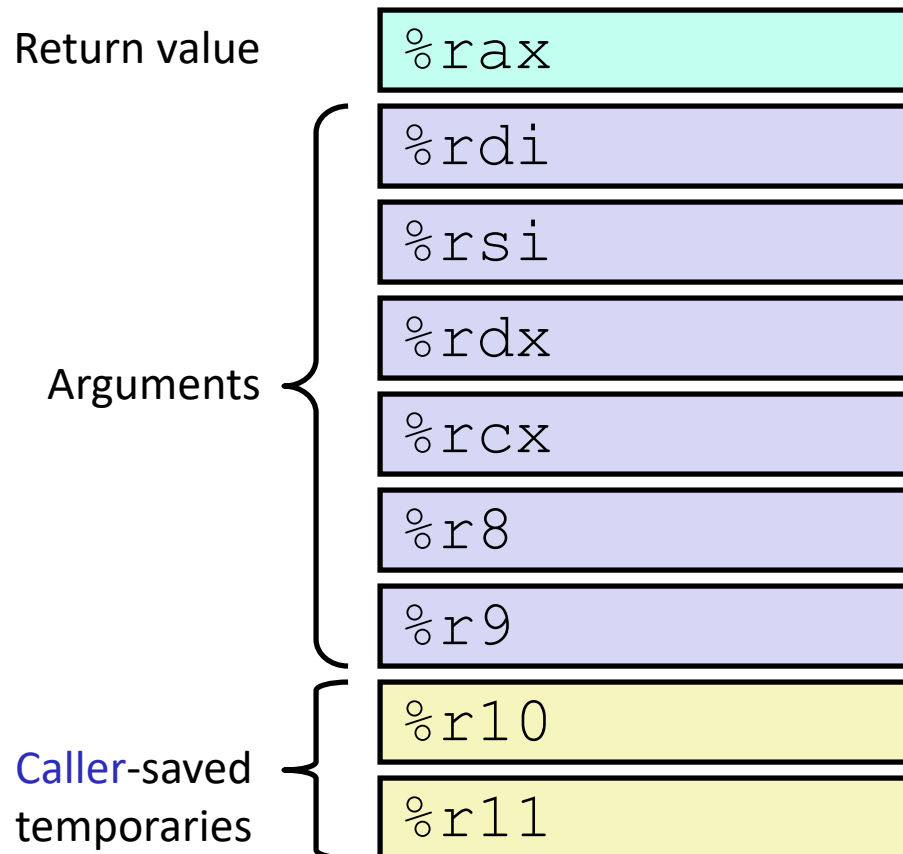 Return value
%rax
%rdi
%rsi
%rdx
Arguments
%rcx
%r8
%r9
%r10
Caller-saved
temporaries
%r11